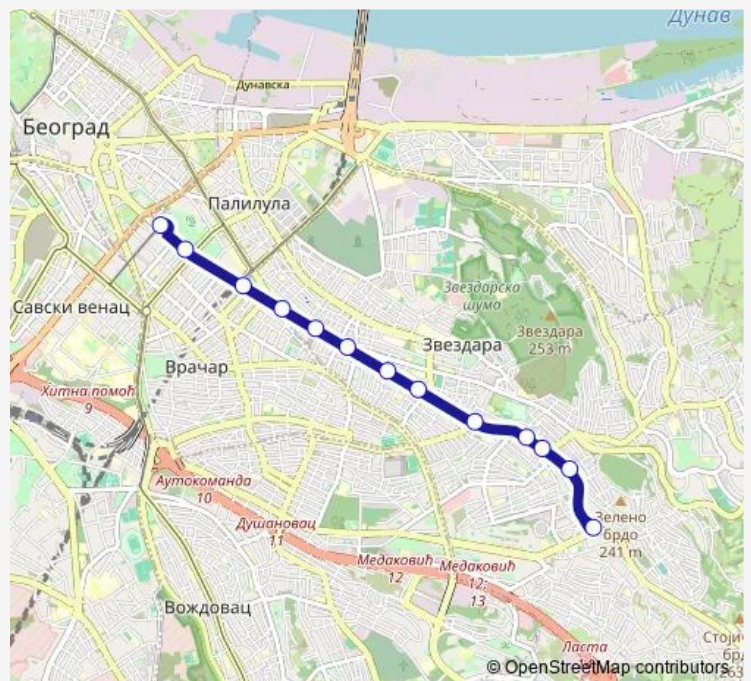 Дунав
Дунавска
Београд
Палилула
Звездарска
шума
Савски венац
Звездара
Звездара
253 m
Врачар
Хитна помоћ
9
Аутокоманда
10
Душановац
11
Зелено
брдо
241 m
Медаковић
12
Медаковић
12;
13
Вождовац
Ласта
© OpenStreetMap contributors